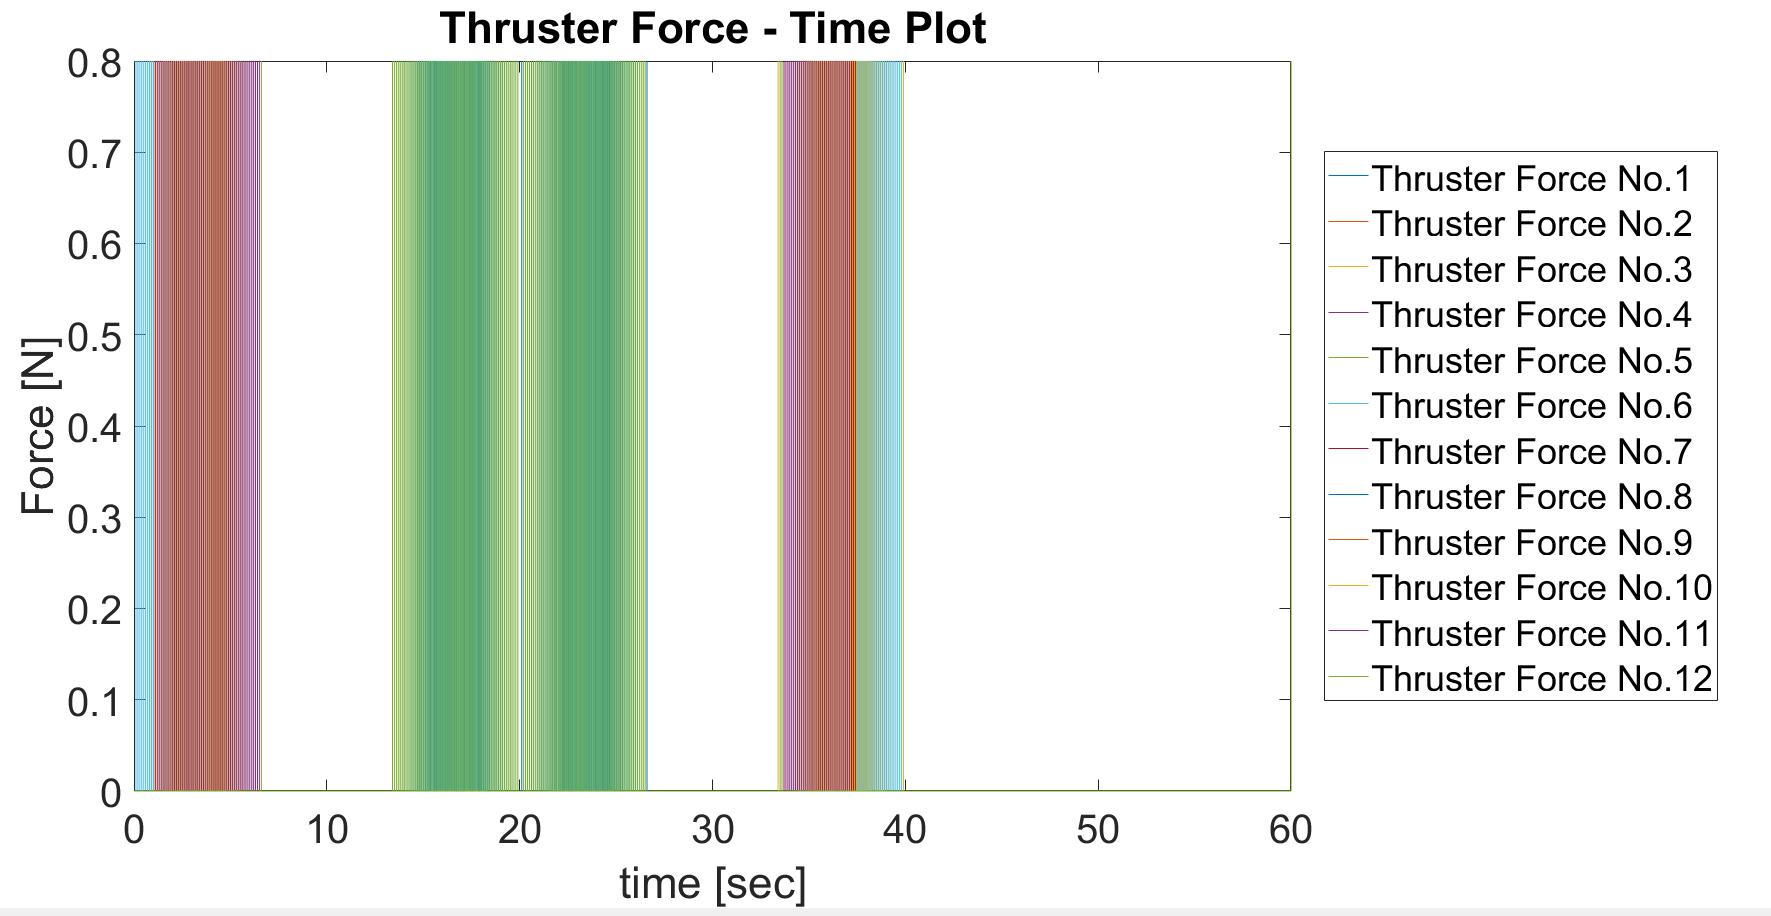 Thruster Force - Time Plot
0.8
0.7
0.6
0.5
0.4
0.3
0.2
0.1
0
Force [N]
0 10 20 30 40 50 60
time [sec]
Thruster Force No.1
Thruster Force No.2
Thruster Force No.3
Thruster Force No.4
Thruster Force No.5
Thruster Force No.6
Thruster Force No.7
Thruster Force No.8
Thruster Force No.9
Thruster Force No.10
Thruster Force No.11
Thruster Force No.12